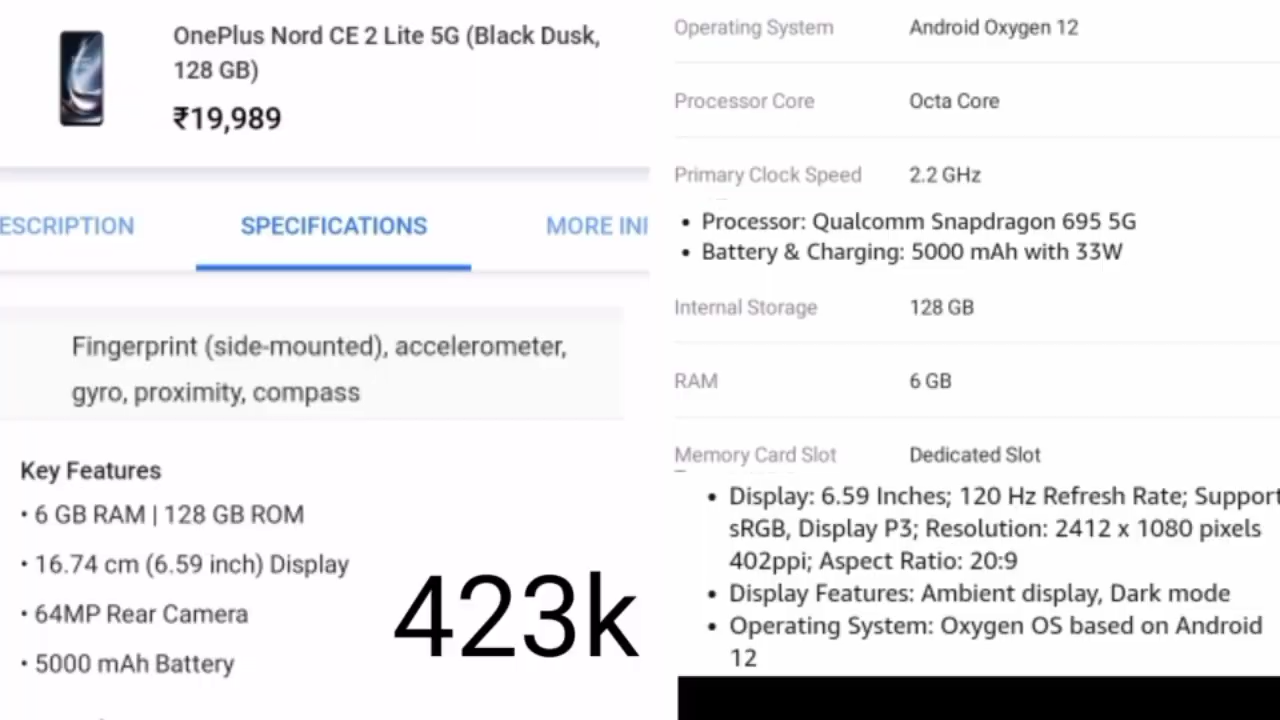 OnePlus Nord CE 2 Lite 5G (Black Dusk,
128 GB)
₹19,989
ESCRIPTION
SPECIFICATIONS
MORE INI
Fingerprint (side-mounted), accelerometer,
gyro, proximity, compass
Key Features
• 6 GB RAM | 128 GB ROM
• 16.74 cm (6.59 inch) Display
• 64MP Rear Camera
• 5000 mAh Battery
423k
Operating System Android Oxygen 12
Processor Core Octa Core
Primary Clock Speed 2.2 GHz
• Processor: Qualcomm Snapdragon 695 5G
• Battery & Charging: 5000 mAh with 33W
Internal Storage 128 GB
RAM 6 GB
Memory Card Slot Dedicated Slot
• Display: 6.59 Inches; 120 Hz Refresh Rate; Support
sRGB, Display P3; Resolution: 2412 x 1080 pixels
402ppi; Aspect Ratio: 20:9
• Display Features: Ambient display, Dark mode
• Operating System: Oxygen OS based on Android
12